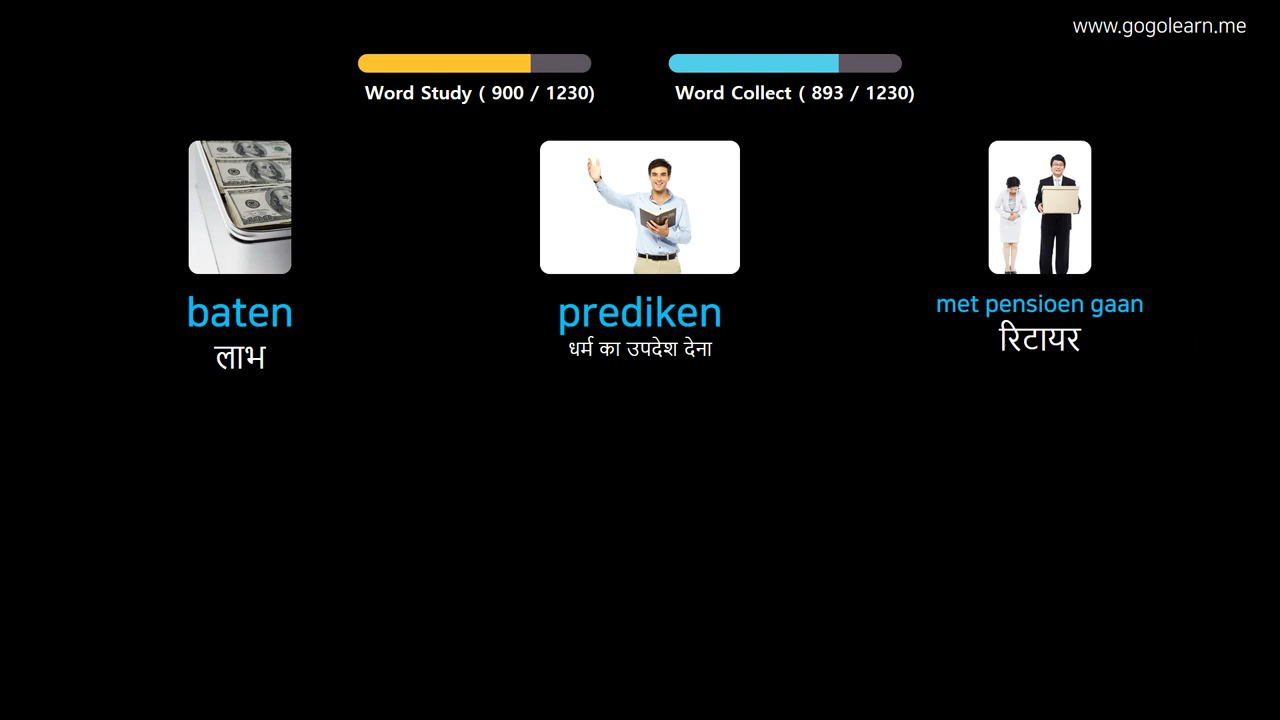 www.gogolearn.me
Word Study ( 900 / 1230)
Word Collect ( 893 / 1230)
baten
लाभ
prediken
धर्म का उपदेश देना
met pensioen gaan
रिटायर